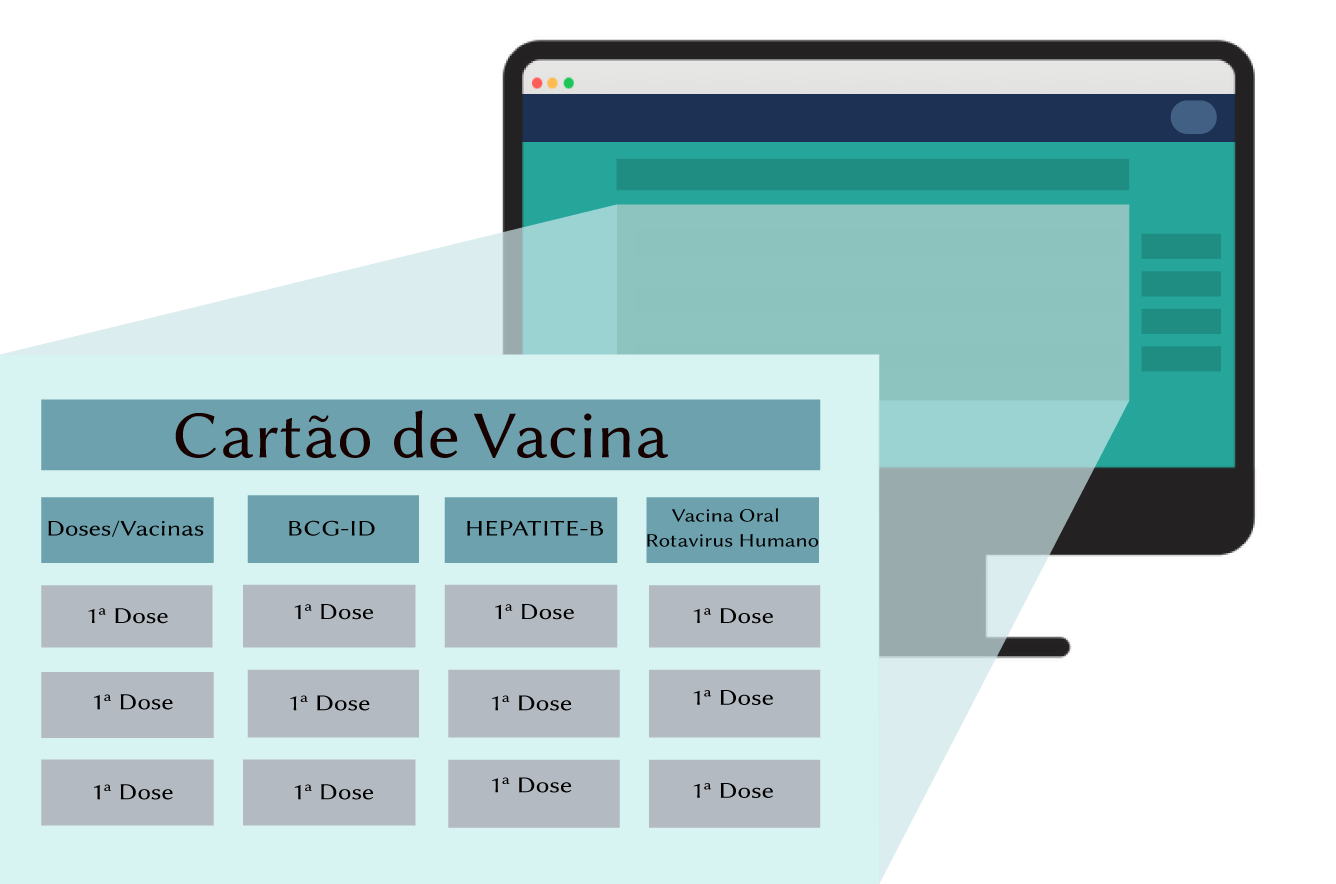 Cartão de Vacina
Doses/Vacinas
BCG-ID
HEPATITE-B
Vacina Oral
Rotavirus Humano
1ª Dose
1ª Dose
1ª Dose
1ª Dose
1ª Dose
1ª Dose
1ª Dose
1ª Dose
1ª Dose
1ª Dose
1ª Dose
1ª Dose